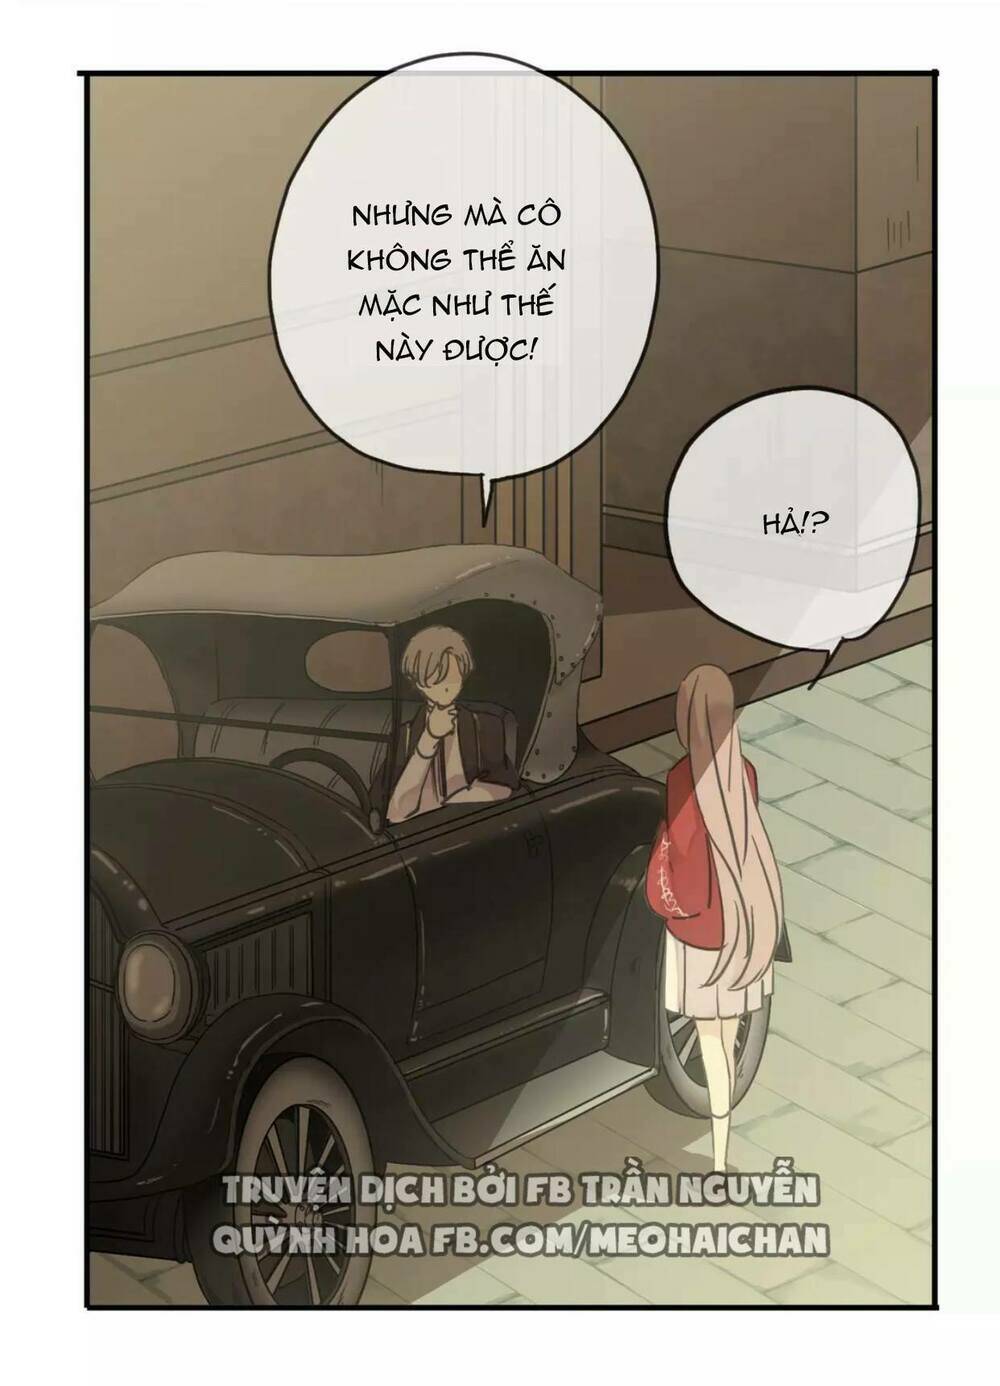 NHƯNG MÀ CÔ
KHÔNG THỂ ĂN
MẶC NHƯ THẾ
NÀY ĐƯỢC!
HẢ!?
TRUYỆN DỊCH BỞI FB TRẦN NGUYỄN
QUỲNH HOA FB.COM/MEOHAICHAN